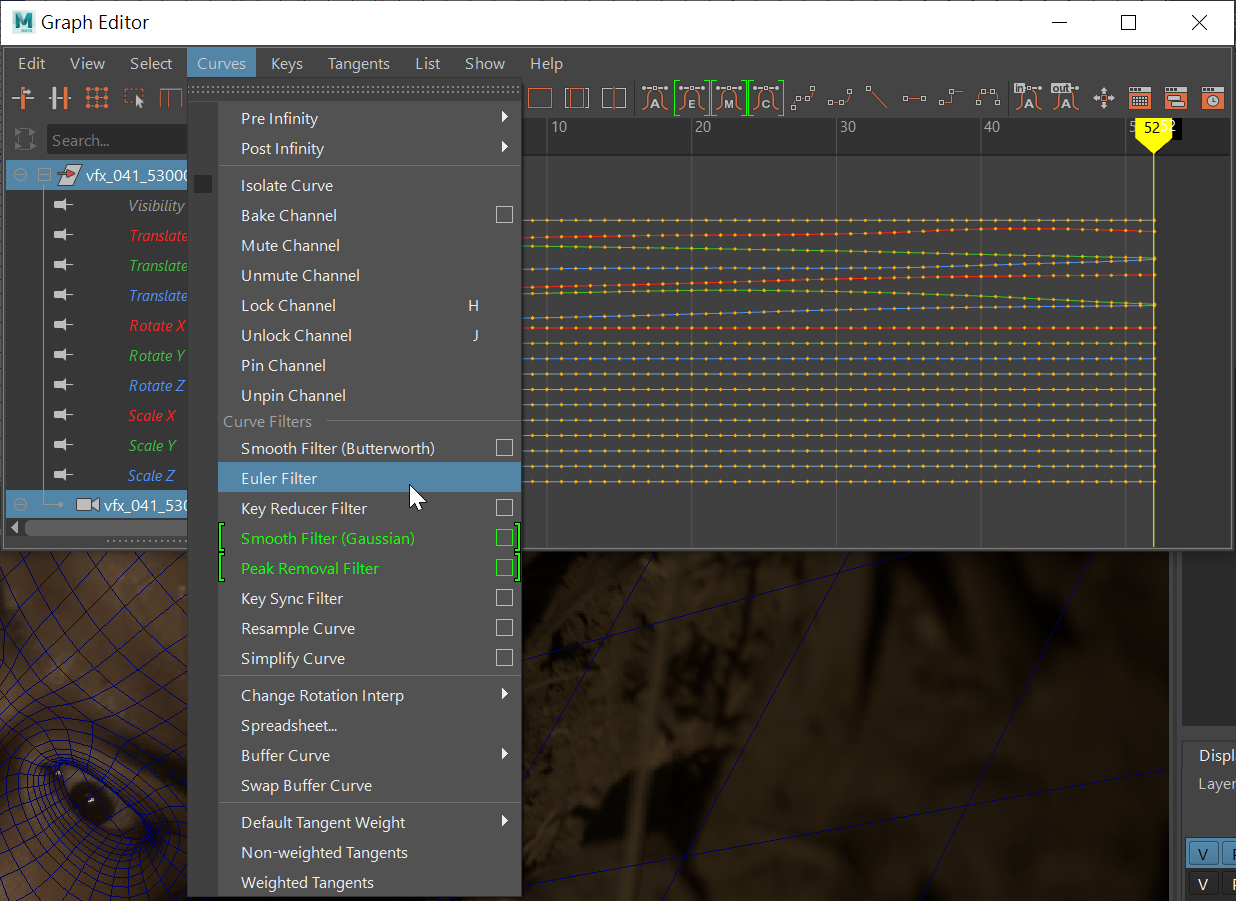 Graph Editor
Edit View Select Curves Keys Tangents List Show Help
A E M C in A out A
Search...
10 20 30 40 52
vfx_041_5300
Visibility
Translate
Translate
Translate
Rotate X
Rotate Y
Rotate Z
Scale X
Scale Y
Scale Z
vfx_041_530
Pre Infinity
Post Infinity
Isolate Curve
Bake Channel
Mute Channel
Unmute Channel
Lock Channel H
Unlock Channel J
Pin Channel
Unpin Channel
Curve Filters
Smooth Filter (Butterworth)
Euler Filter
Key Reducer Filter
Smooth Filter (Gaussian)
Peak Removal Filter
Key Sync Filter
Resample Curve
Simplify Curve
Change Rotation Interp
Spreadsheet...
Buffer Curve
Swap Buffer Curve
Default Tangent Weight
Non-weighted Tangents
Weighted Tangents
Displ
Layer
V
V